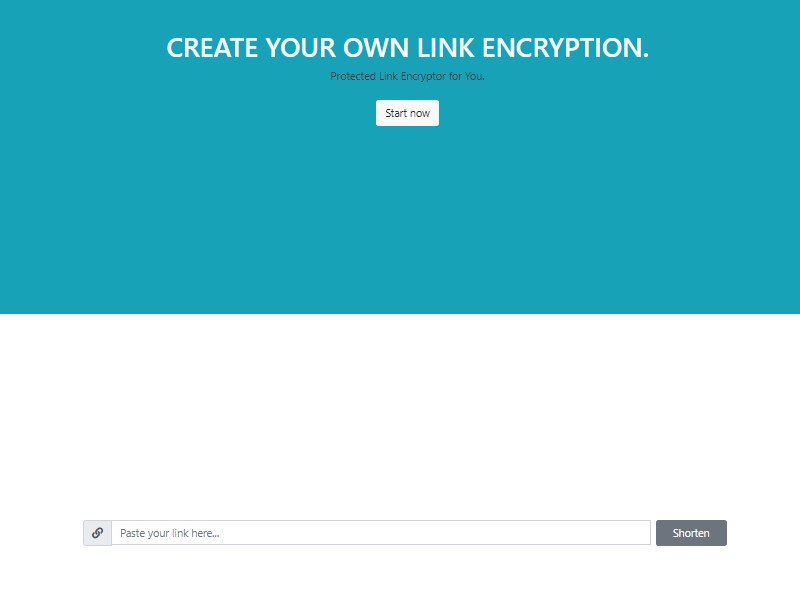 CREATE YOUR OWN LINK ENCRYPTION.
Protected Link Encryptor for You.
Start now
Paste your link here...
Shorten